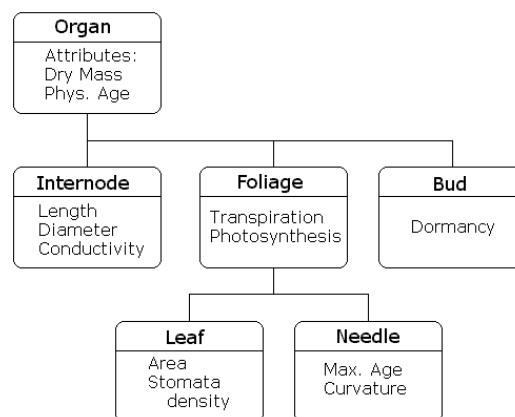 Organ
Attributes:
Dry Mass
Phys. Age
Internode
Length
Diameter
Conductivity
Foliage
Transpiration
Photosynthesis
Bud
Dormancy
Leaf
Area
Stomata
density
Needle
Max. Age
Curvature